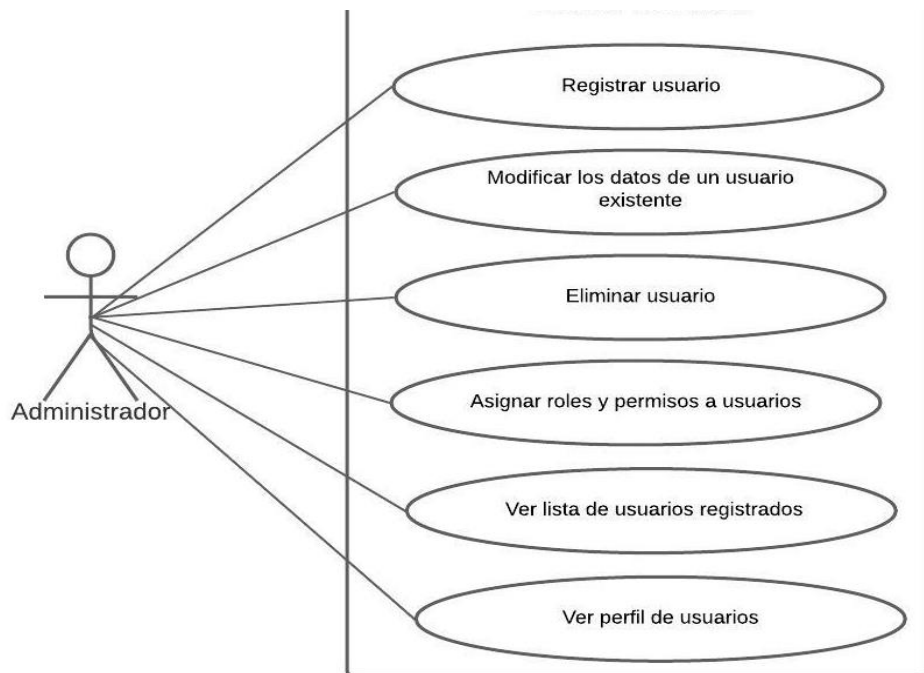 Registrar usuario
Modificar los datos de un usuario
existente
Eliminar usuario
Administrador
Asignar roles y permisos a usuarios
Ver lista de usuarios registrados
Ver perfil de usuarios